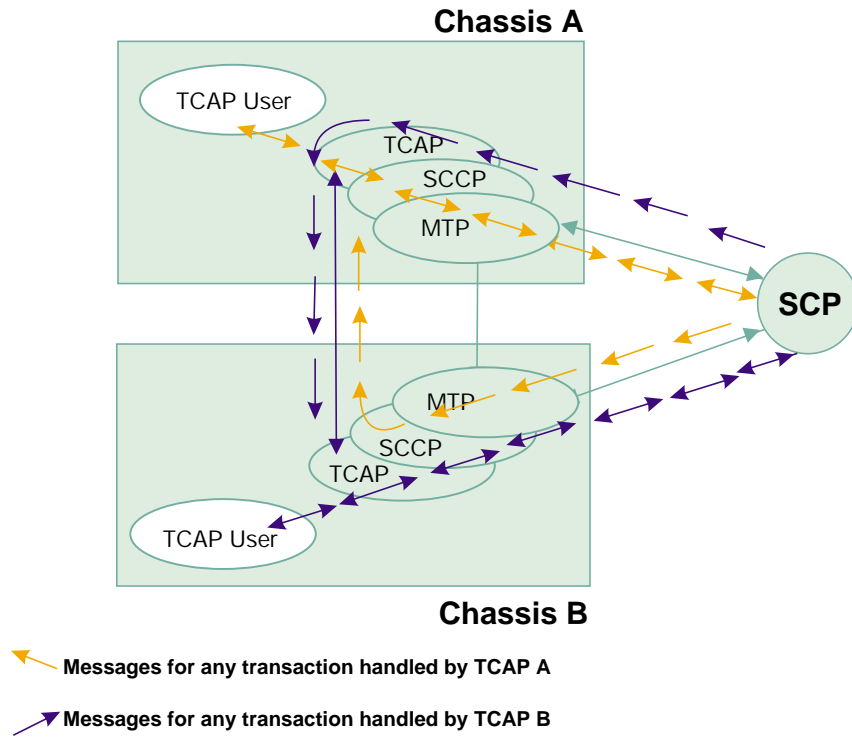 Chassis A
TCAP User
TCAP
SCCP
MTP
SCP
MTP
SCCP
TCAP
TCAP User
Chassis B
Messages for any transaction handled by TCAP A
Messages for any transaction handled by TCAP B